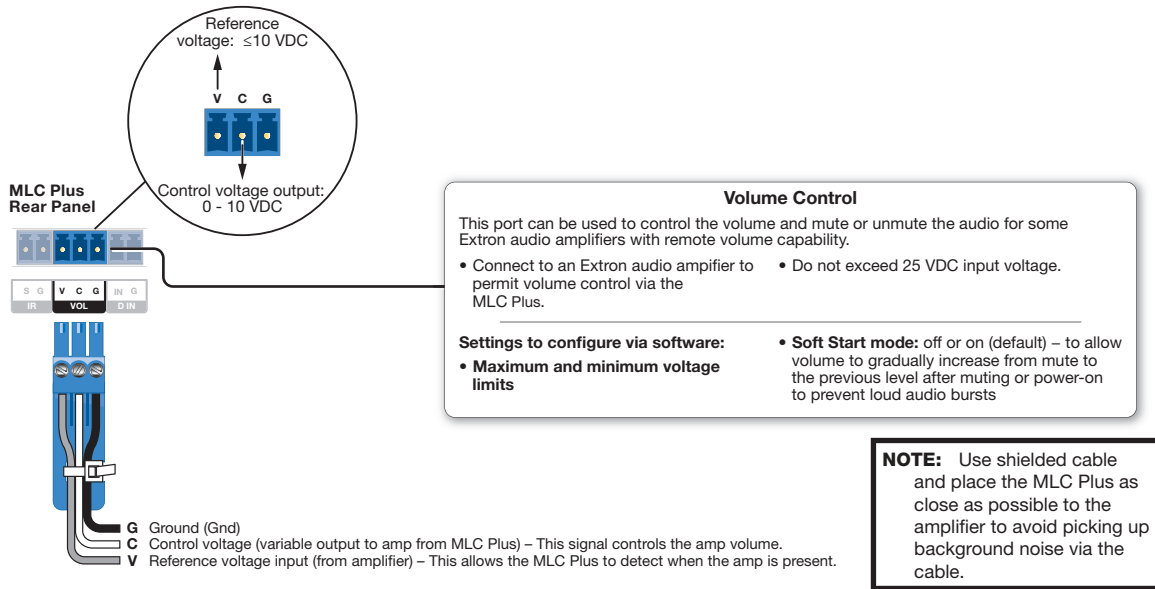 Reference
voltage: ≤10 VDC
V C G
Control voltage output:
0 - 10 VDC
MLC Plus
Rear Panel
S G V C G IN G
IR VOL D IN
Volume Control
This port can be used to control the volume and mute or unmute the audio for some
Extron audio amplifiers with remote volume capability.
• Connect to an Extron audio ampifier to
permit volume control via the
MLC Plus.
• Do not exceed 25 VDC input voltage.
Settings to configure via software:
• Maximum and minimum voltage
limits
• Soft Start mode: off or on (default) – to allow
volume to gradually increase from mute to
the previous level after muting or power-on
to prevent loud audio bursts
NOTE: Use shielded cable
and place the MLC Plus as
close as possible to the
amplifier to avoid picking up
background noise via the
cable.
G Ground (Gnd)
C Control voltage (variable output to amp from MLC Plus) – This signal controls the amp volume.
V Reference voltage input (from amplifier) – This allows the MLC Plus to detect when the amp is present.